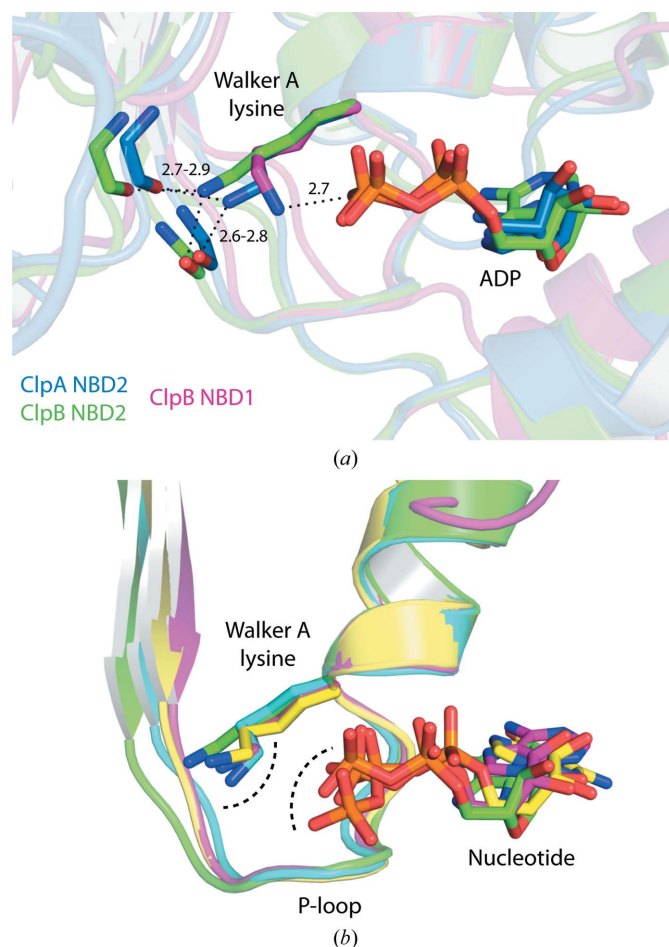 Walker A
lysine
2.7-2.9
2.7
2.6-2.8
ADP
ClpA NBD2
ClpB NBD1
ClpB NBD2
(a)
Walker A
lysine
Nucleotide
P-loop
(b)